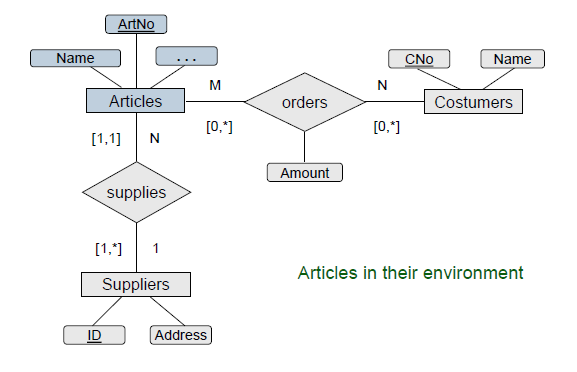 ArtNo
Name
. . .
CNo
Name
Articles
M
orders
N
Costumers
[0,*]
[0,*]
[1,1]
N
Amount
supplies
[1,*]
1
Articles in their environment
Suppliers
ID
Address